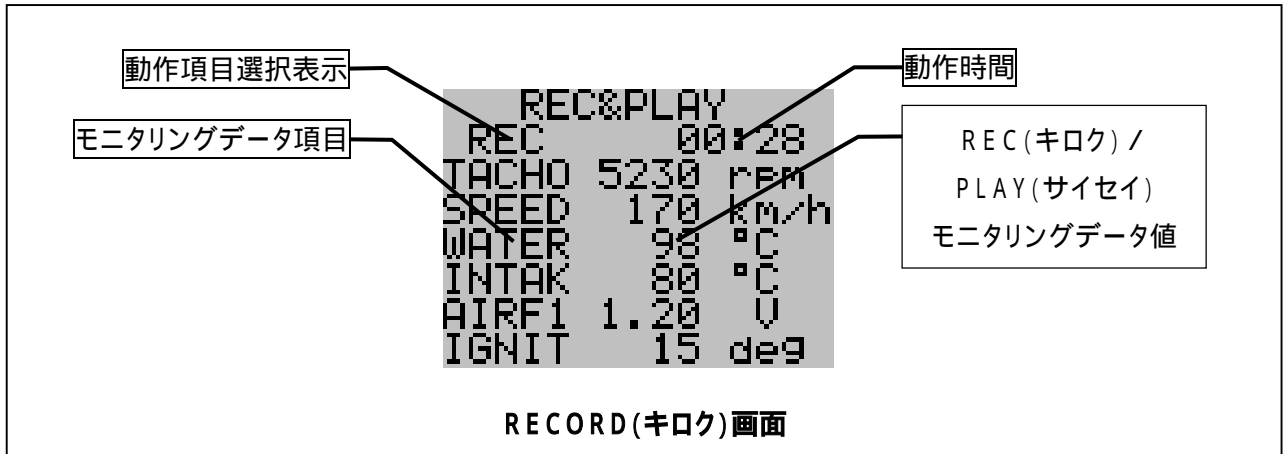 動作項目選択表示
動作時間
モニタリングデータ項目
REC&PLAY
REC 00:28
TACHO 5230 rpm
SPEED 170 km/h
WATER 98 °C
INTAK 80 °C
AIRF1 1.20 V
IGNIT 15 deg
REC(キロク)/
PLAY(サイセイ)
モニタリングデータ値
RECORD(キロク)画面